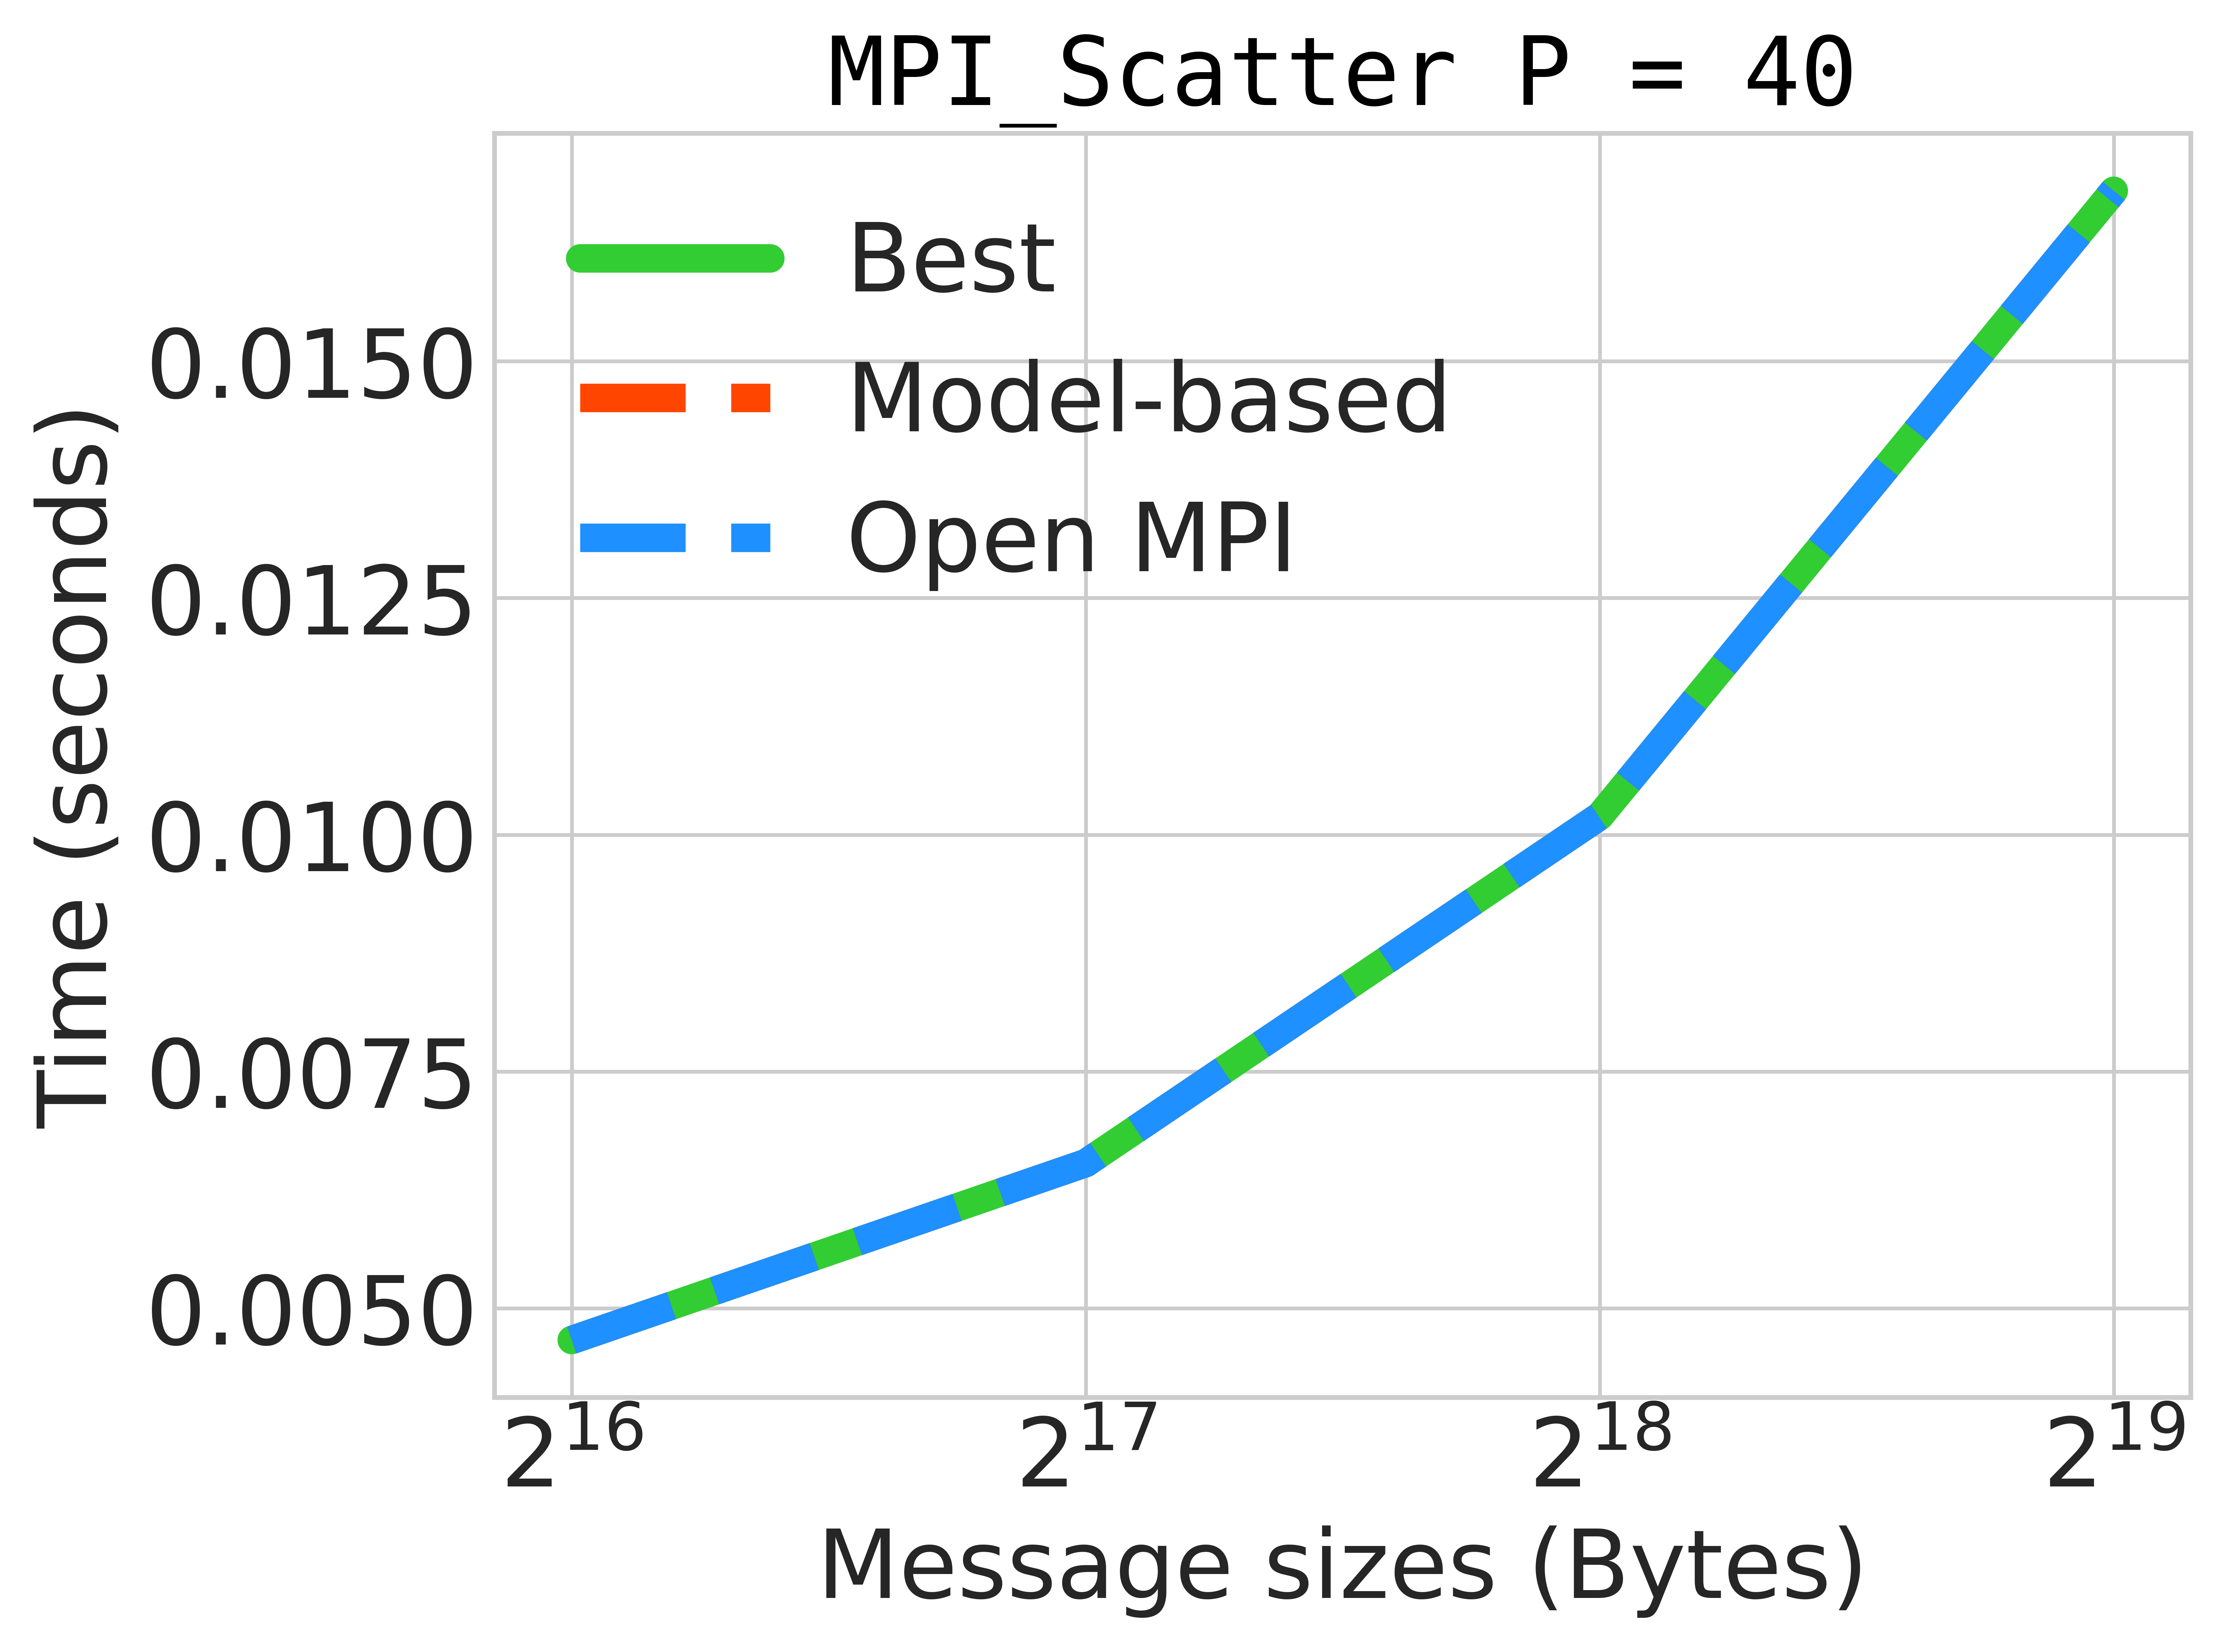 MPI_Scatter P = 40
Best
Model-based
Open MPI
Time (seconds)
0.0150
0.0125
0.0100
0.0075
0.0050
2^16 2^17 2^18 2^19
Message sizes (Bytes)